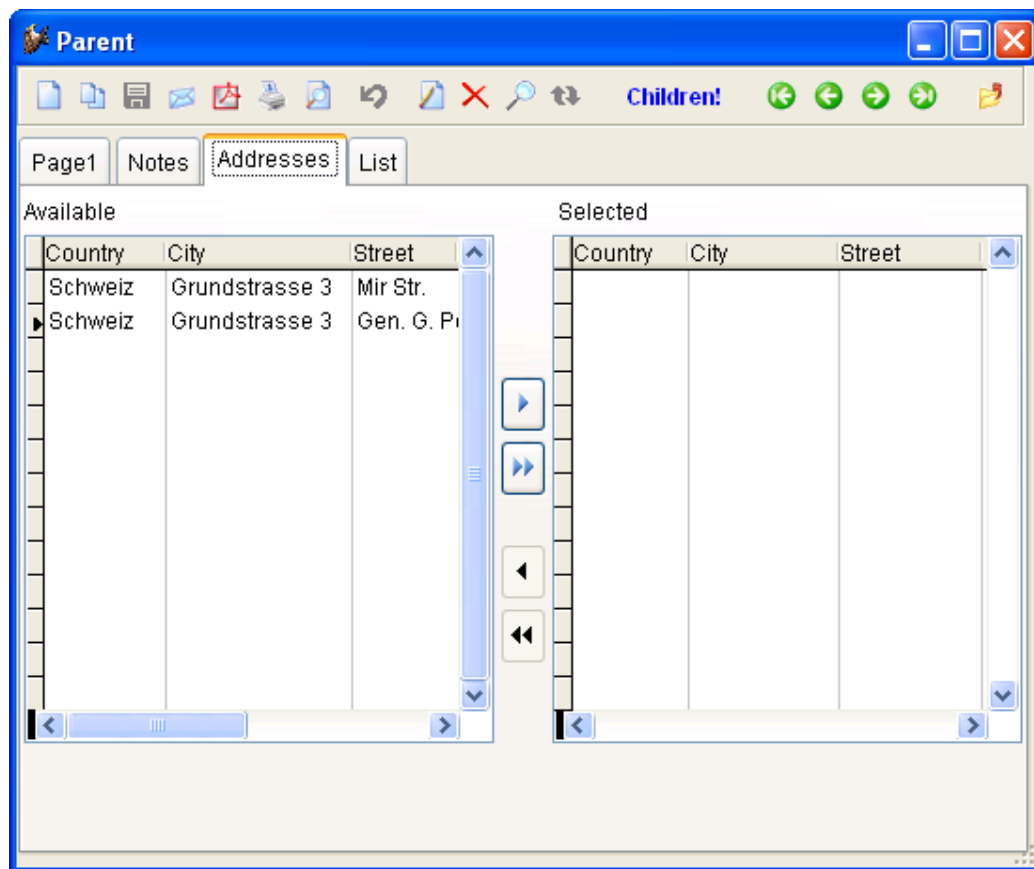 Parent
Children!
Page1 Notes Addresses List
Available Selected
Country City Street Country City Street
Schweiz Grundstrasse 3 Mir Str.
Schweiz Grundstrasse 3 Gen. G.